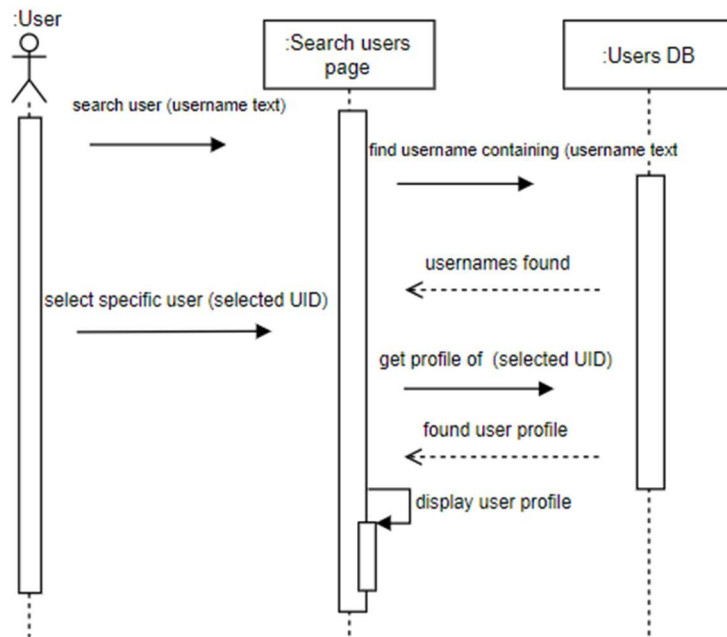 :User
:Search users
page
:Users DB
search user (username text)
find username containing (username text
usernames found
select specific user (selected UID)
get profile of (selected UID)
found user profile
display user profile